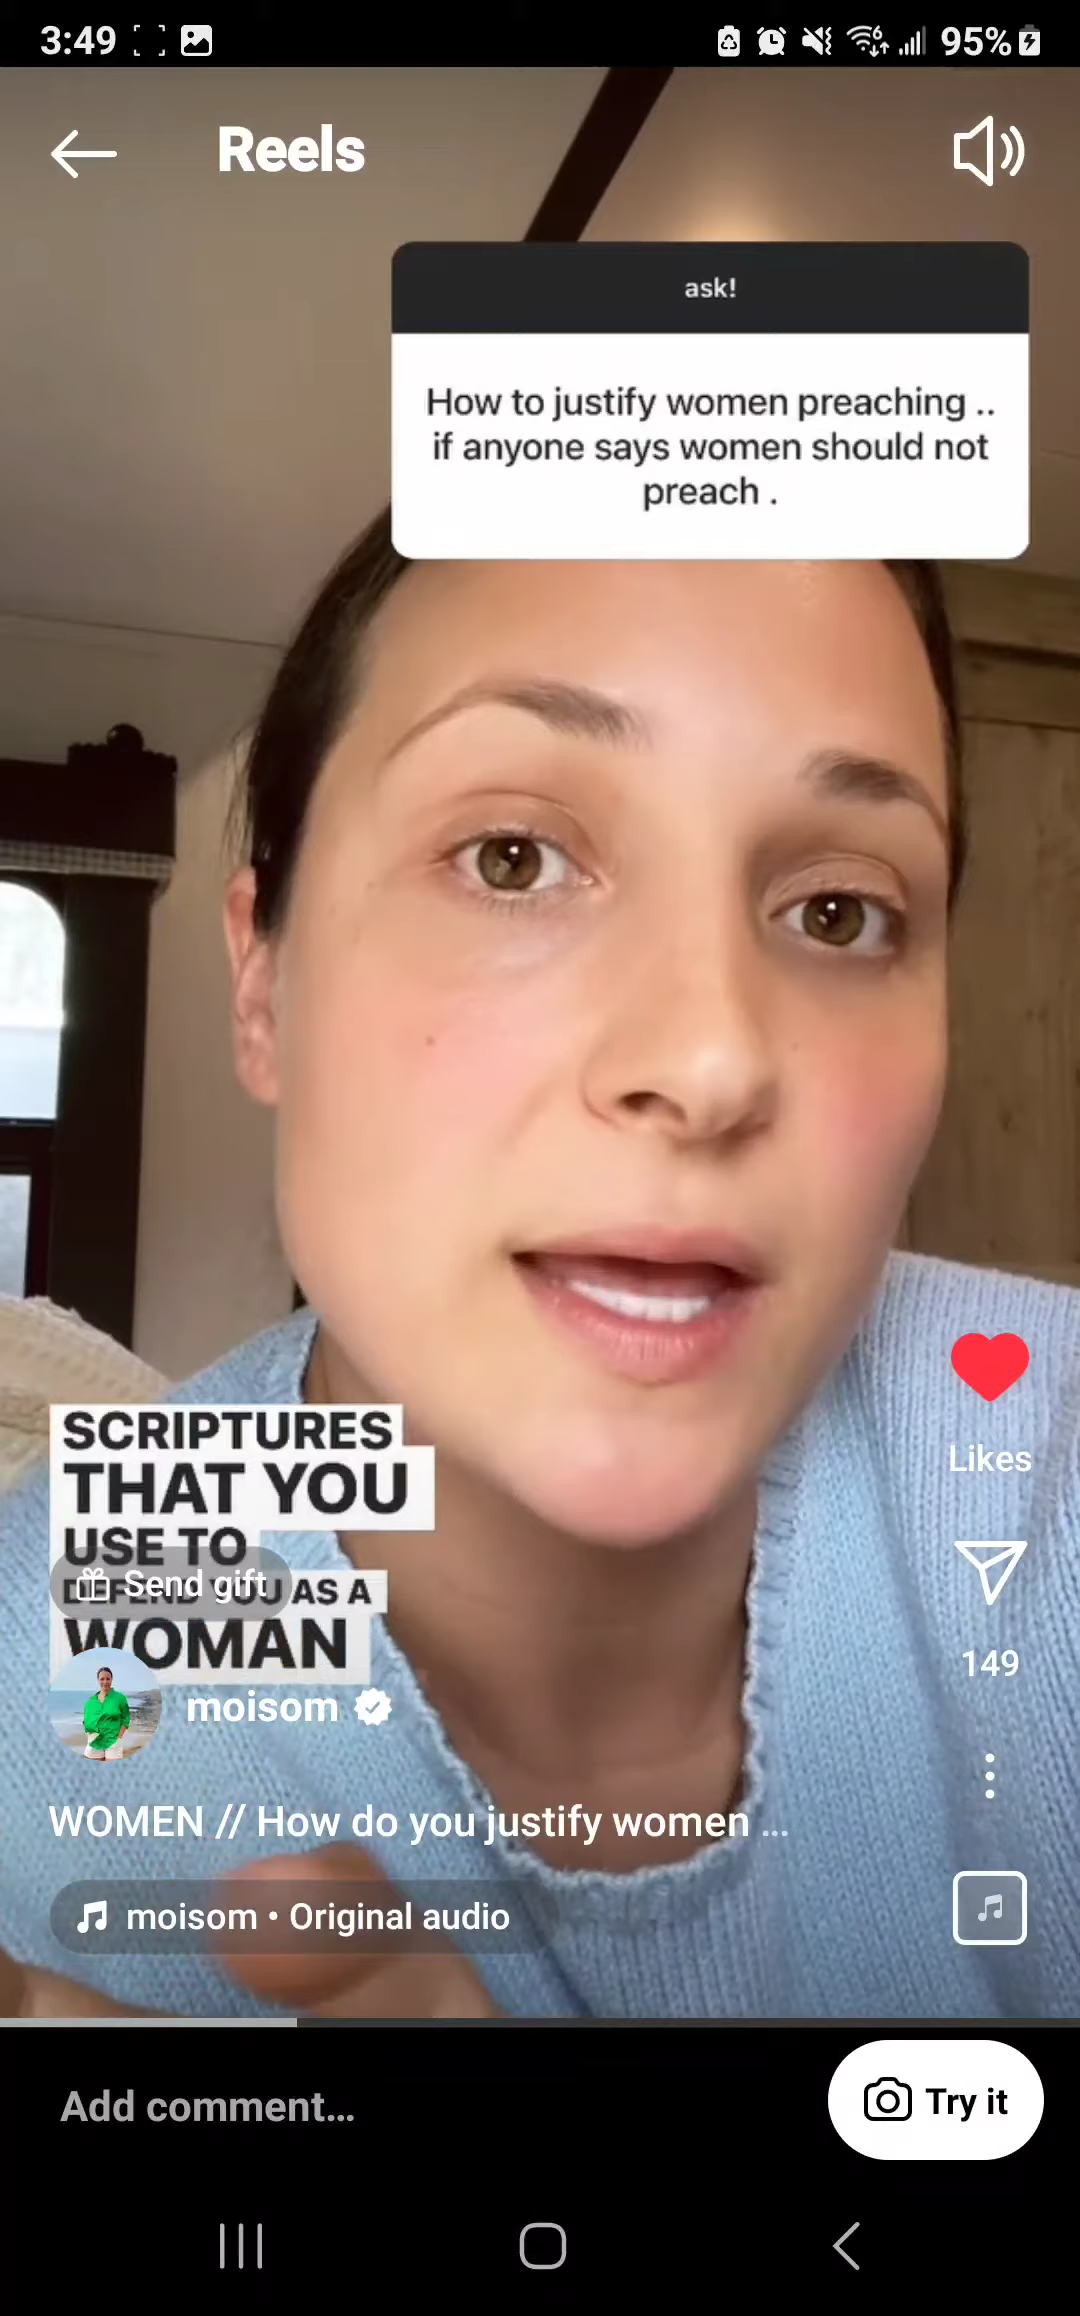 3:49
95%
Reels
ask!
How to justify women preaching ..
if anyone says women should not
preach .
SCRIPTURES
THAT YOU
USE TO
DEFEND YOU AS A
WOMAN
Send gift
Likes
149
moisom
WOMEN // How do you justify women ...
moisom • Original audio
Add comment...
Try it